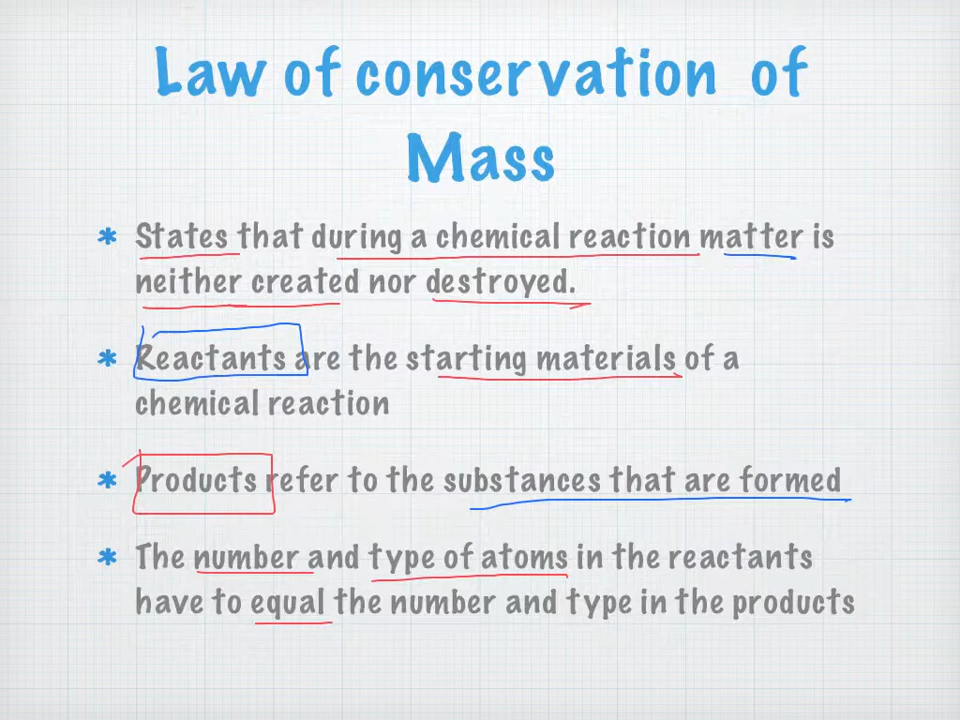 Law of conservation of
Mass
* States that during a chemical reaction matter is
neither created nor destroyed.
* Reactants are the starting materials of a
chemical reaction
* Products refer to the substances that are formed
* The number and type of atoms in the reactants
have to equal the number and type in the products